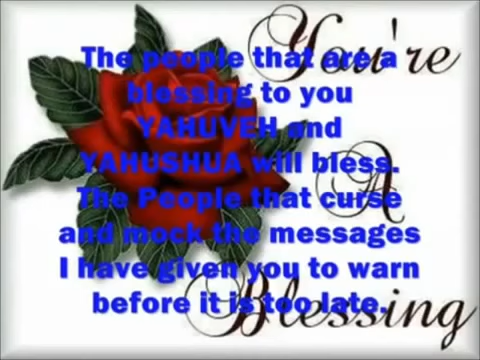 You're
The people that are a
blessing to you
YAHUVEH and
YAHUSHUA will bless.
A
The People that curse
and mock the messages
I have given you to warn
before it is too late.
Blessing